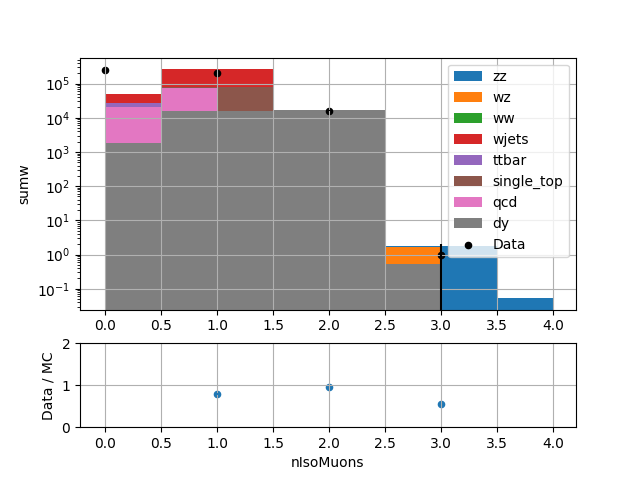 sumw
10^5
10^4
10^3
10^2
10^1
10^0
10^−1
zz
wz
ww
wjets
ttbar
single_top
qcd
dy
Data
0.0 0.5 1.0 1.5 2.0 2.5 3.0 3.5 4.0
Data / MC
2
1
0
0.0 0.5 1.0 1.5 2.0 2.5 3.0 3.5 4.0
nIsoMuons